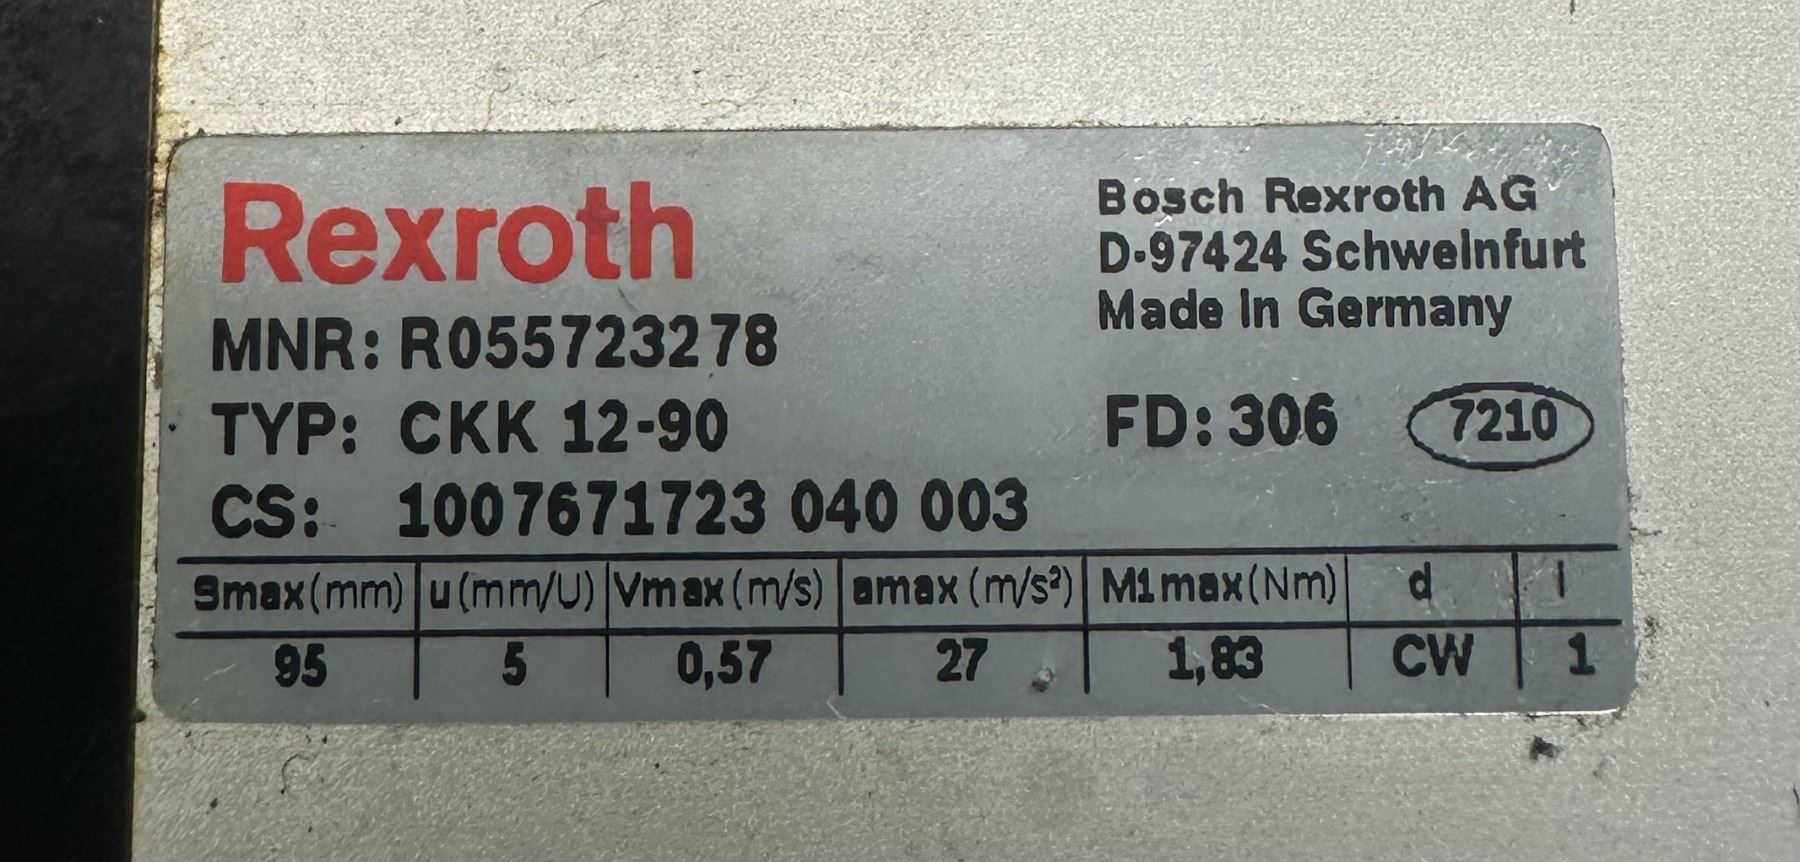 Rexroth
Bosch Rexroth AG
D-97424 Schweinfurt
Made in Germany
MNR: R055723278
TYP: CKK 12-90
FD: 306 7210
CS: 1007671723 040 003
smax(mm) u(mm/U) Vmax(m/s) amax(m/s²) M1max(Nm) d i
95 5 0,57 27 1,83 CW 1